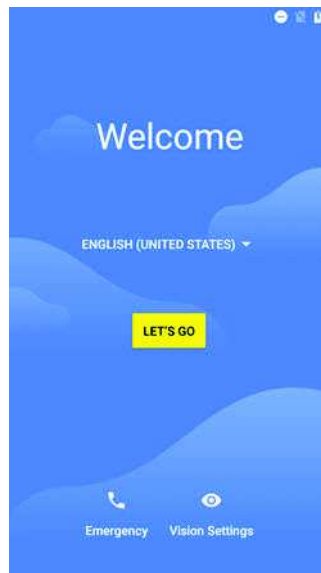 Welcome
ENGLISH (UNITED STATES)
LET'S GO
Emergency Vision Settings